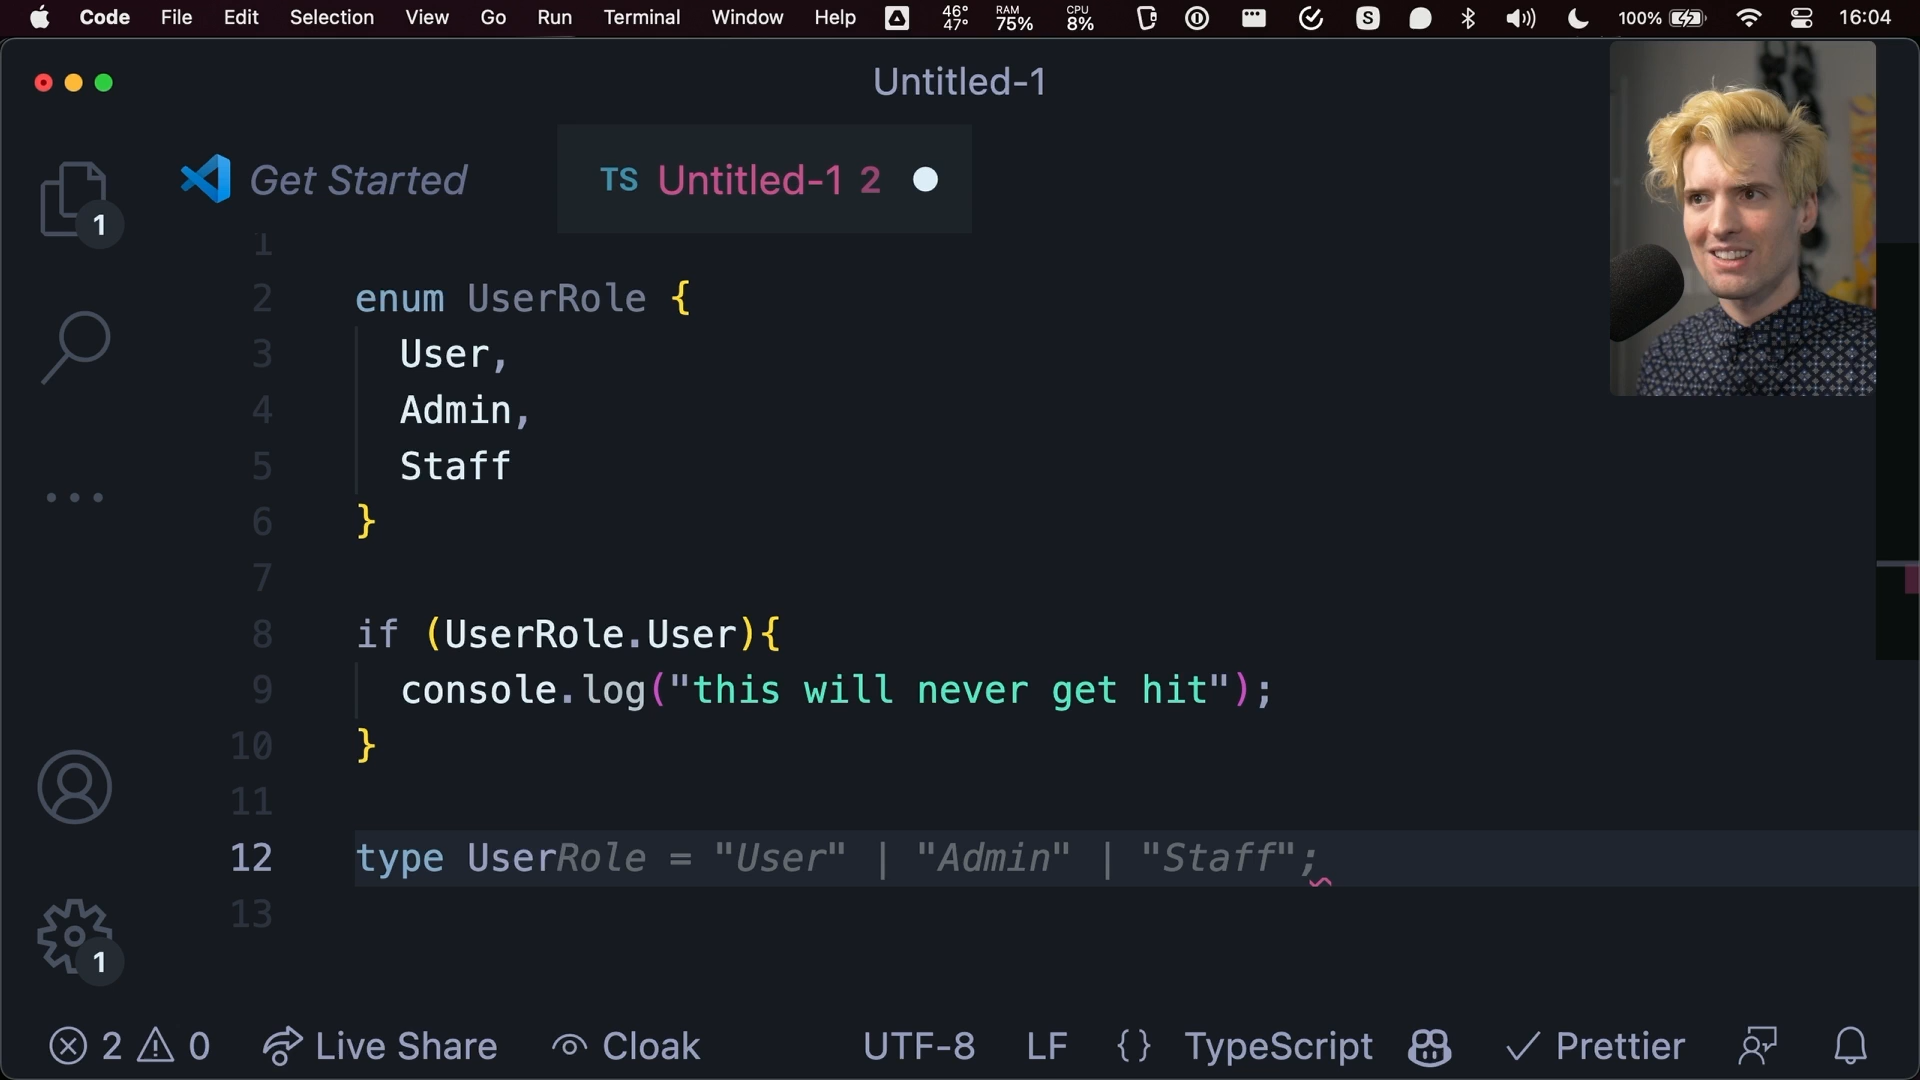 Code File Edit Selection View Go Run Terminal Window Help 46° 47° RAM 75% CPU 8% S 100% 16:04
Untitled-1
Get Started TS Untitled-1 2
1
1
2 enum UserRole {
3 User,
4 Admin,
5 Staff
6 }
7
8 if (UserRole.User){
9 console.log("this will never get hit");
10 }
11
12 type UserRole = "User" | "Admin" | "Staff";
13
1
2 0 Live Share Cloak UTF-8 LF {} TypeScript Prettier